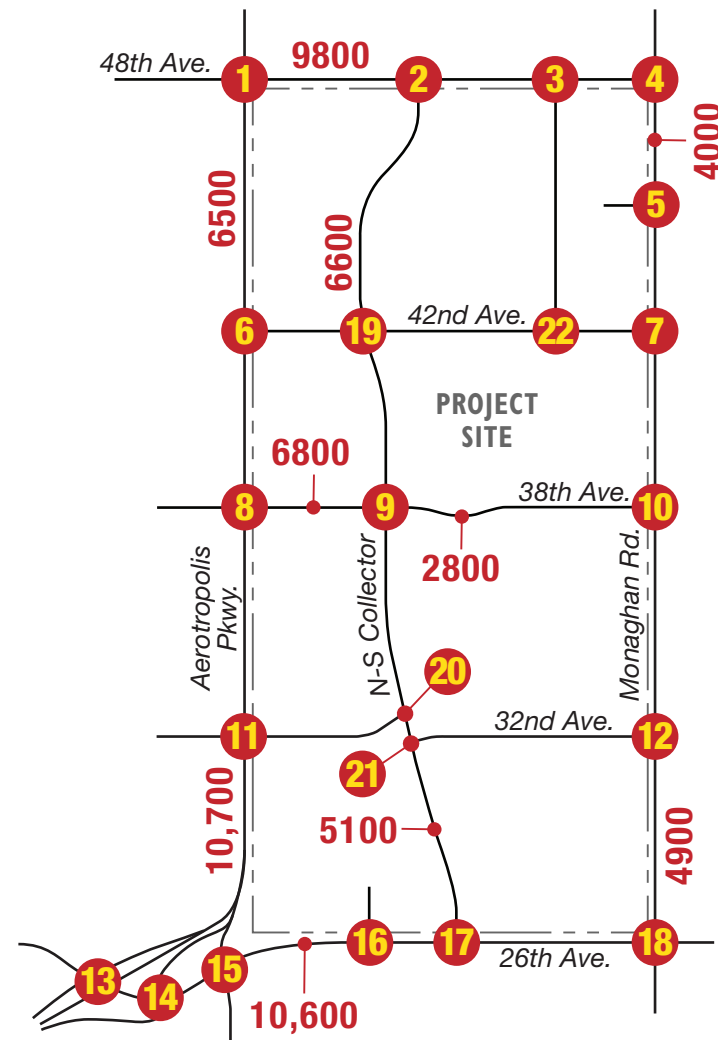 48th Ave.
9800
1
2
3
4
4000
6500
5
6600
42nd Ave.
6
19
22
7
PROJECT
SITE
6800
38th Ave.
8
9
10
2800
Aerotropolis
Pkwy.
N-S Collector
Monaghan Rd.
20
32nd Ave.
11
12
21
10,700
5100
4900
16
17
18
26th Ave.
13
14
15
10,600